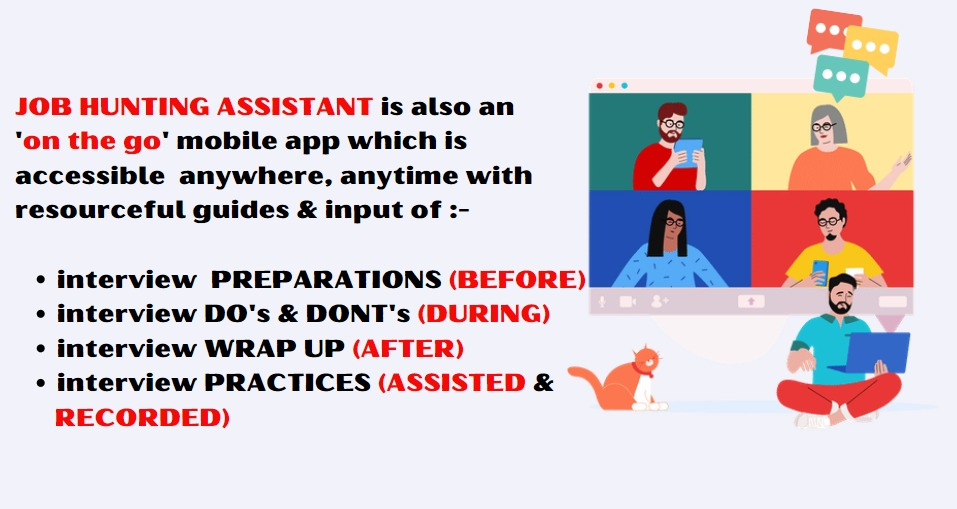 JOB HUNTING ASSISTANT is also an
'on the go' mobile app which is
accessible  anywhere, anytime with
resourceful guides & input of :-
• interview  PREPARATIONS (BEFORE)
• interview DO's & DONT's (DURING)
• interview WRAP UP (AFTER)
• interview PRACTICES (ASSISTED &
RECORDED)